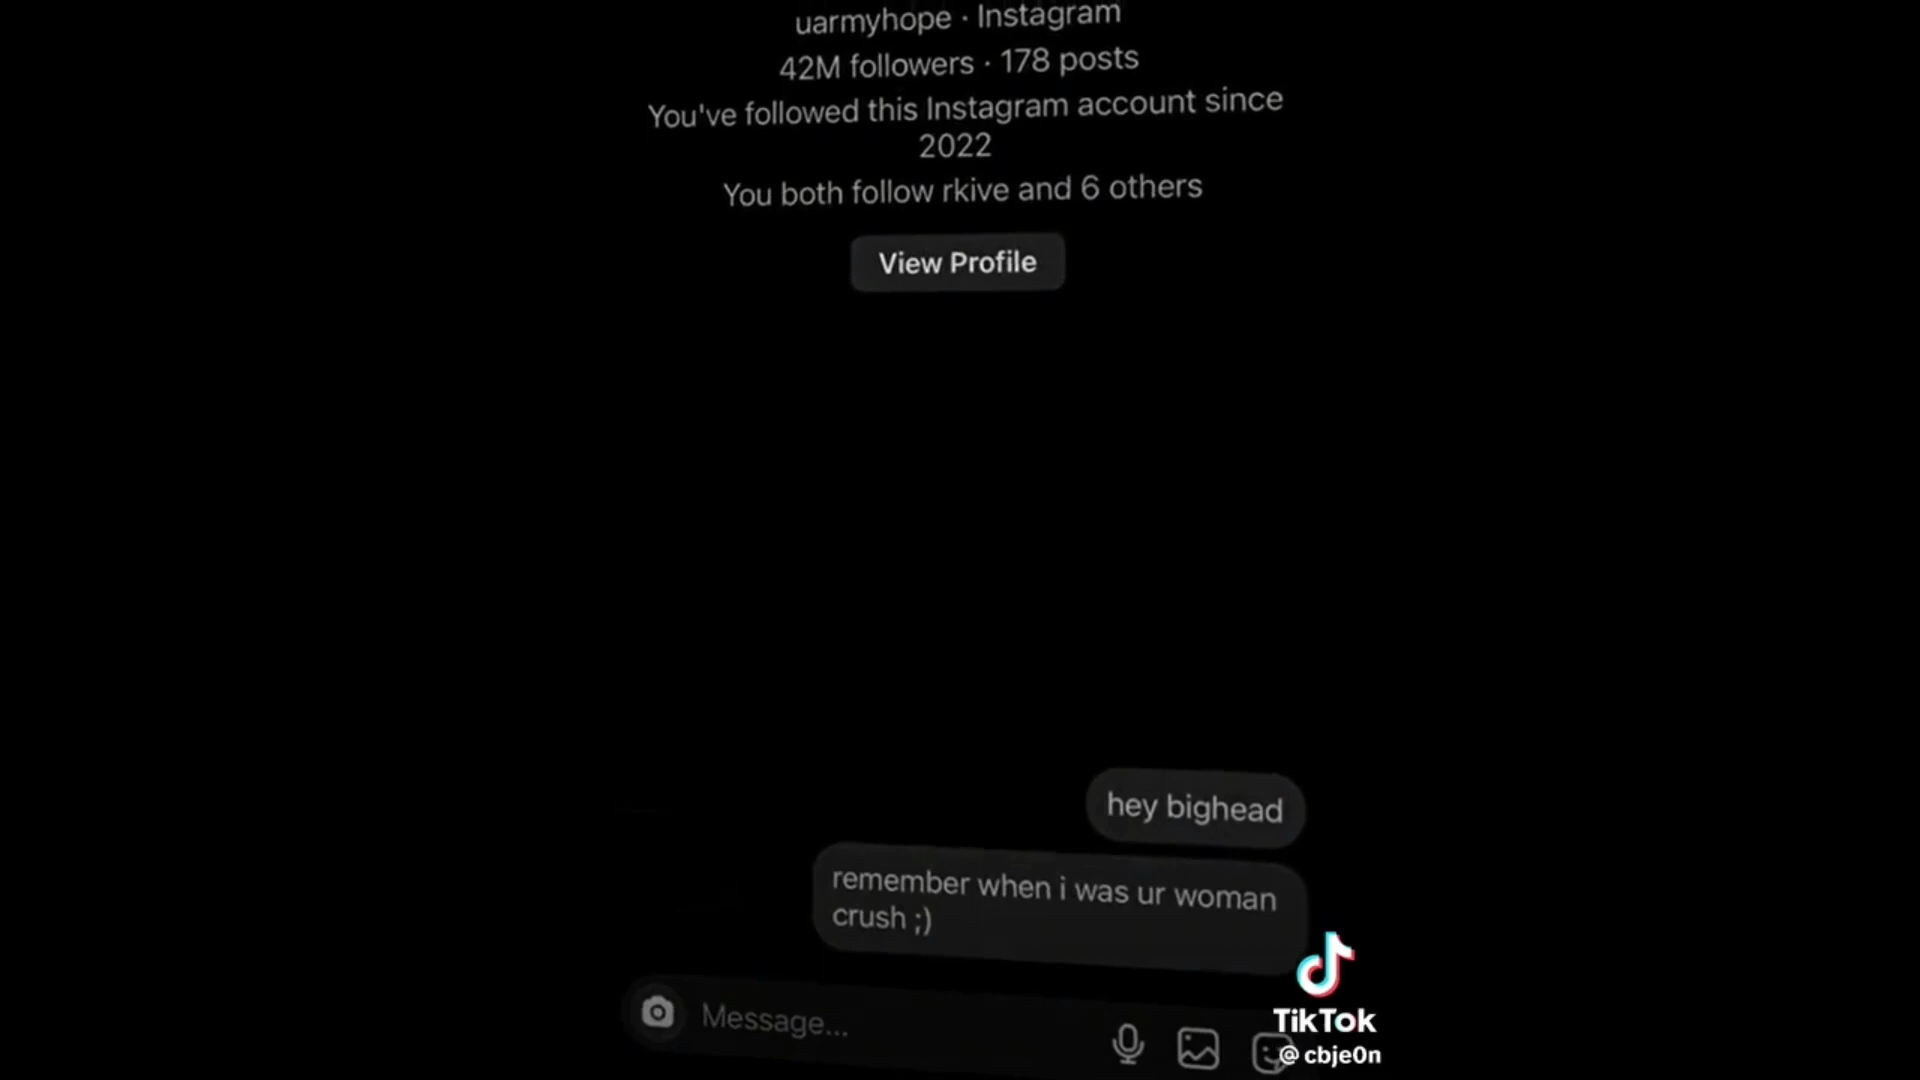 uarmyhope · Instagram
42M followers · 178 posts
You've followed this Instagram account since
2022
You both follow rkive and 6 others
View Profile
hey bighead
remember when i was ur woman
crush ;)
Message...
TikTok
@cbje0n